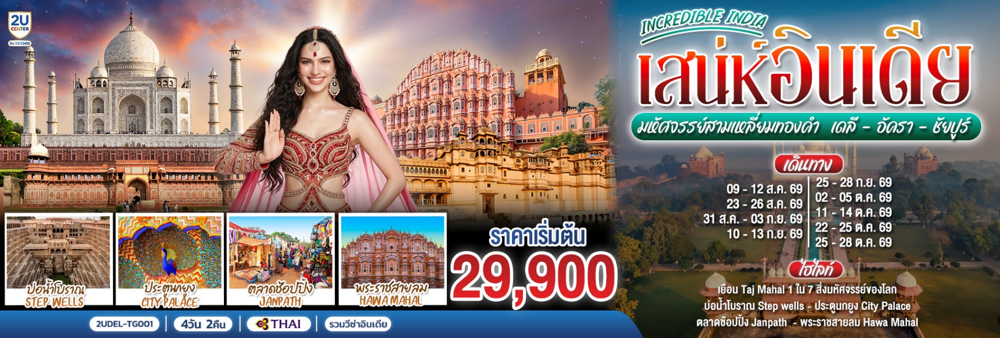 2U
CENTER
No.11/13488
INCREDIBLE INDIA
เสน่ห์อินเดีย
มหัศจรรย์สามเหลี่ยมทองคำ เดลี - อัครา - ชัยปูร์
เดินทาง
09 - 12 ส.ค. 69
23 - 26 ส.ค. 69
31 ส.ค. - 03 ก.ย. 69
10 - 13 ก.ย. 69
25 - 28 ก.ย. 69
02 - 05 ต.ค. 69
11 - 14 ต.ค. 69
22 - 25 ต.ค. 69
25 - 28 ต.ค. 69
ไฮไลท์
เยือน Taj Mahal 1 ใน 7 สิ่งมหัศจรรย์ของโลก
บ่อน้ำโบราณ Step wells - ประตูนกยูง City Palace
ตลาดช้อปปิ้ง Janpath - พระราชสายลม Hawa Mahal
บ่อน้ำโบราณ
STEP WELLS
ประตูนกยูง
CITY PALACE
ตลาดช้อปปิ้ง
JANPATH
พระราชสายลม
HAWA MAHAL
ราคาเริ่มต้น
29,900
2UDEL-TG001
4วัน 2คืน
THAI
รวมวีซ่าอินเดีย